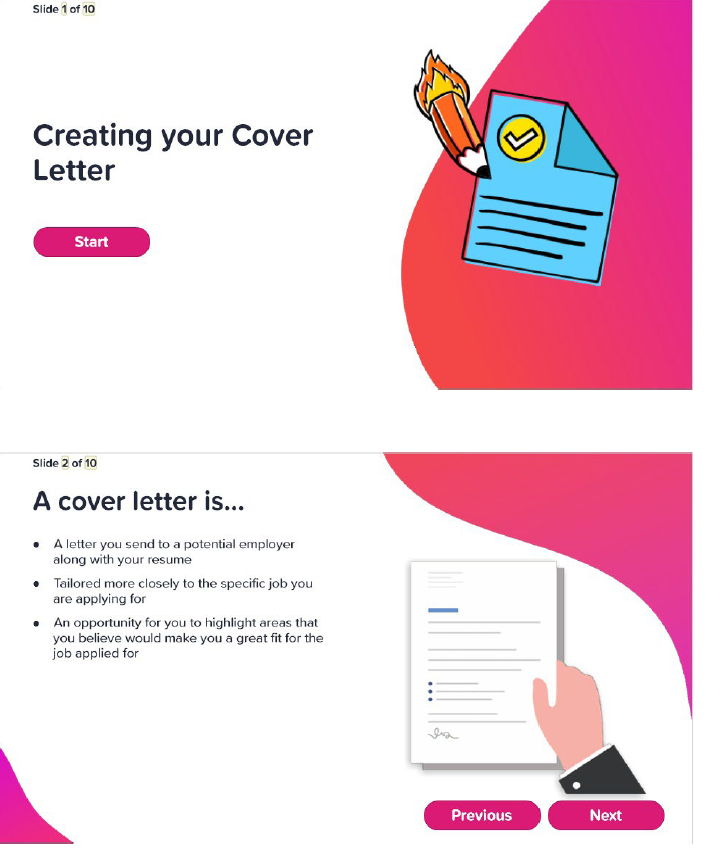 Slide 1 of 10
Creating your Cover
Letter
Start
Slide 2 of 10
A cover letter is...
● A letter you send to a potential employer
along with your resume
● Tailored more closely to the specific job you
are applying for
● An opportunity for you to highlight areas that
you believe would make you a great fit for the
job applied for
Previous
Next